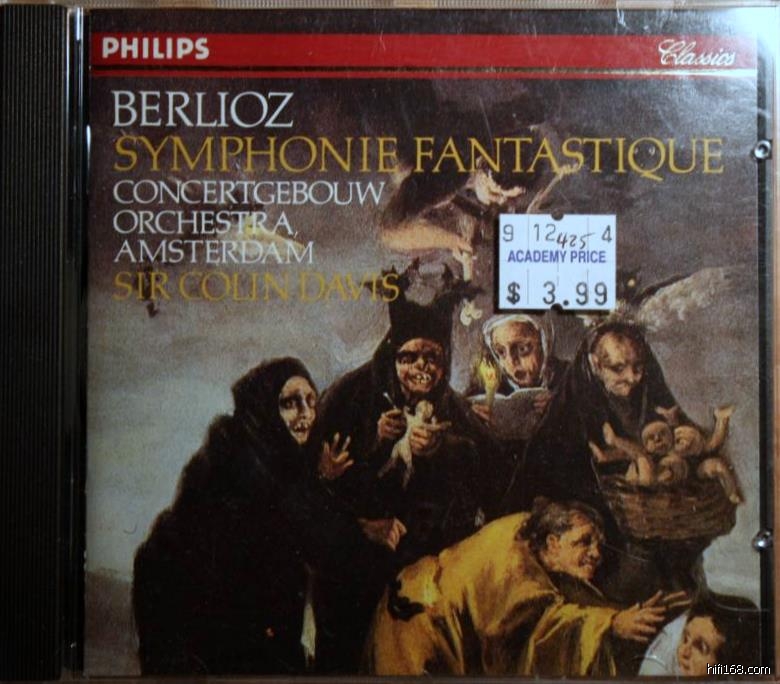 PHILIPS
Classics
BERLIOZ
SYMPHONIE FANTASTIQUE
CONCERTGEBOUW
ORCHESTRA,
AMSTERDAM
SIR COLIN DAVIS
9 12 425 4
ACADEMY PRICE
$ 3.99
hifi168.com